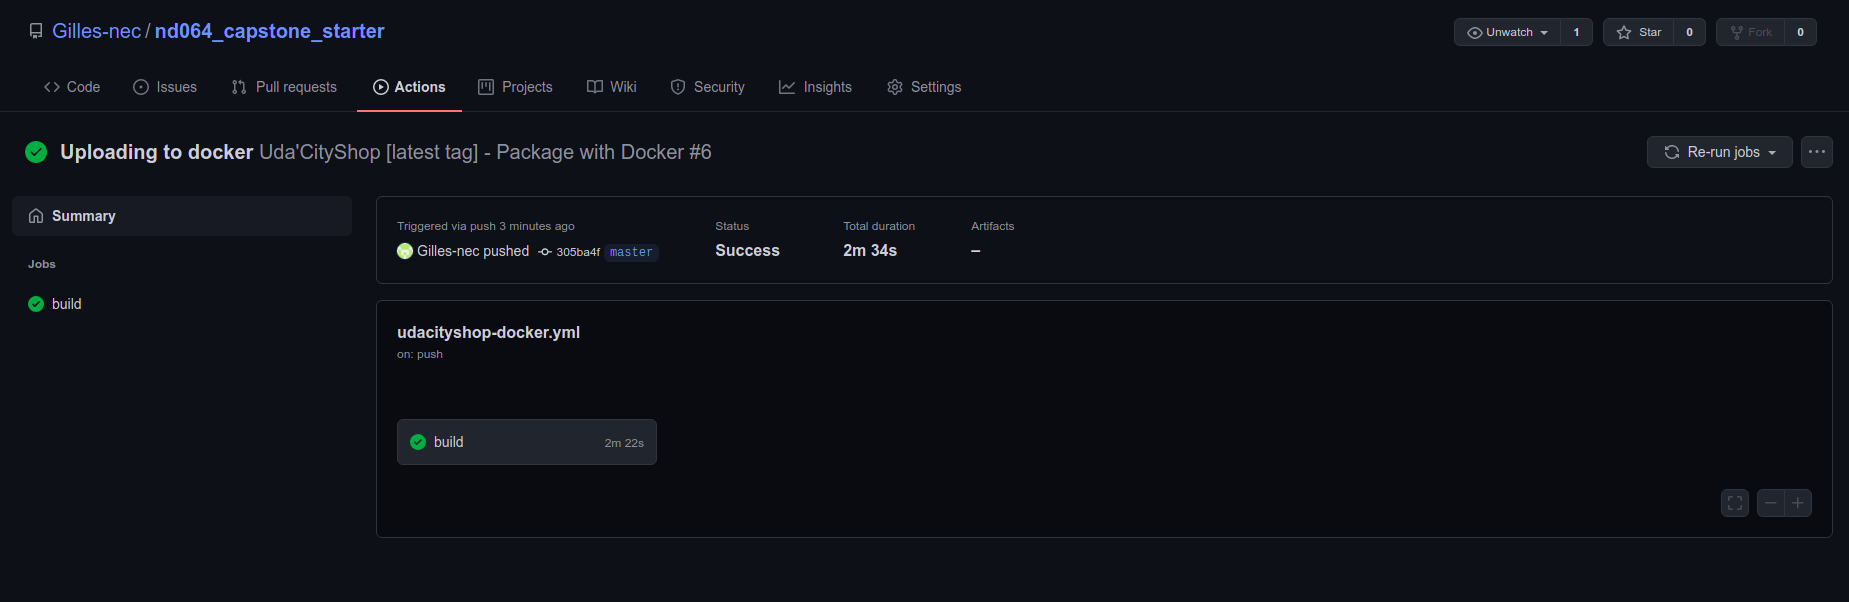 Gilles-nec / nd064_capstone_starter
Unwatch 1 Star 0 Fork 0
Code Issues Pull requests Actions Projects Wiki Security Insights Settings
Uploading to docker Uda'CityShop [latest tag] - Package with Docker #6
Re-run jobs
Summary
Jobs
build
Triggered via push 3 minutes ago
Gilles-nec pushed 305ba4f master
Status
Success
Total duration
2m 34s
Artifacts
–
udacityshop-docker.yml
on: push
build 2m 22s